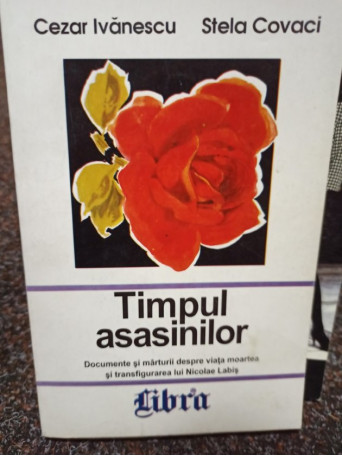 Cezar Ivănescu Stela Covaci
Timpul
asasinilor
Documente și mărturii despre viața moartea
și transfigurarea lui Nicolae Labiș
Libra